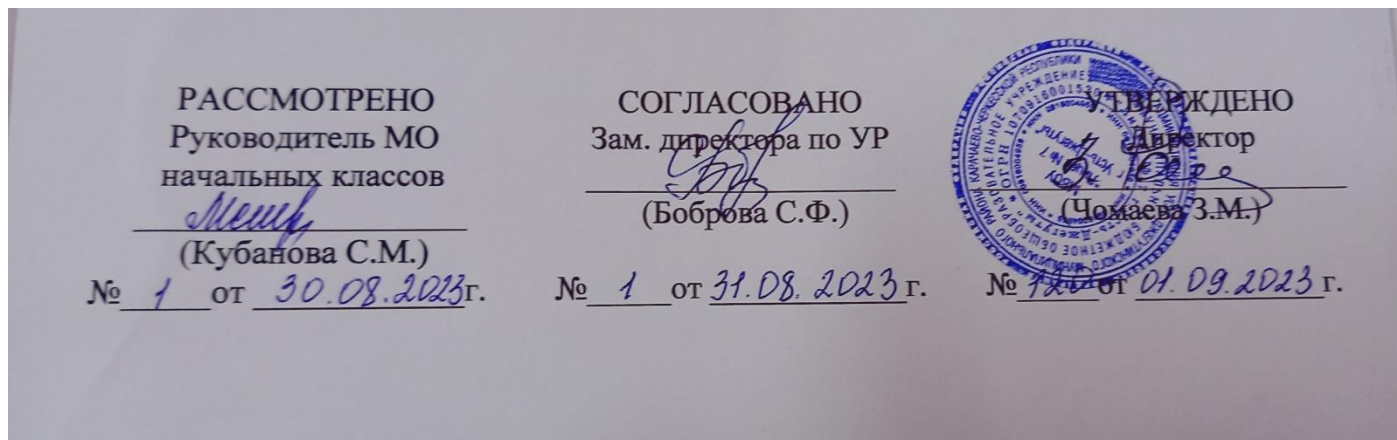 РАССМОТРЕНО
Руководитель МО
начальных классов
(Кубанова С.М.)
№ 1 от 30.08.2023г.
СОГЛАСОВАНО
Зам. директора по УР
(Боброва С.Ф.)
№ 1 от 31.08.2023г.
УТВЕРЖДЕНО
Директор
(Чомаева З.М.)
№ от 01.09.2023г.